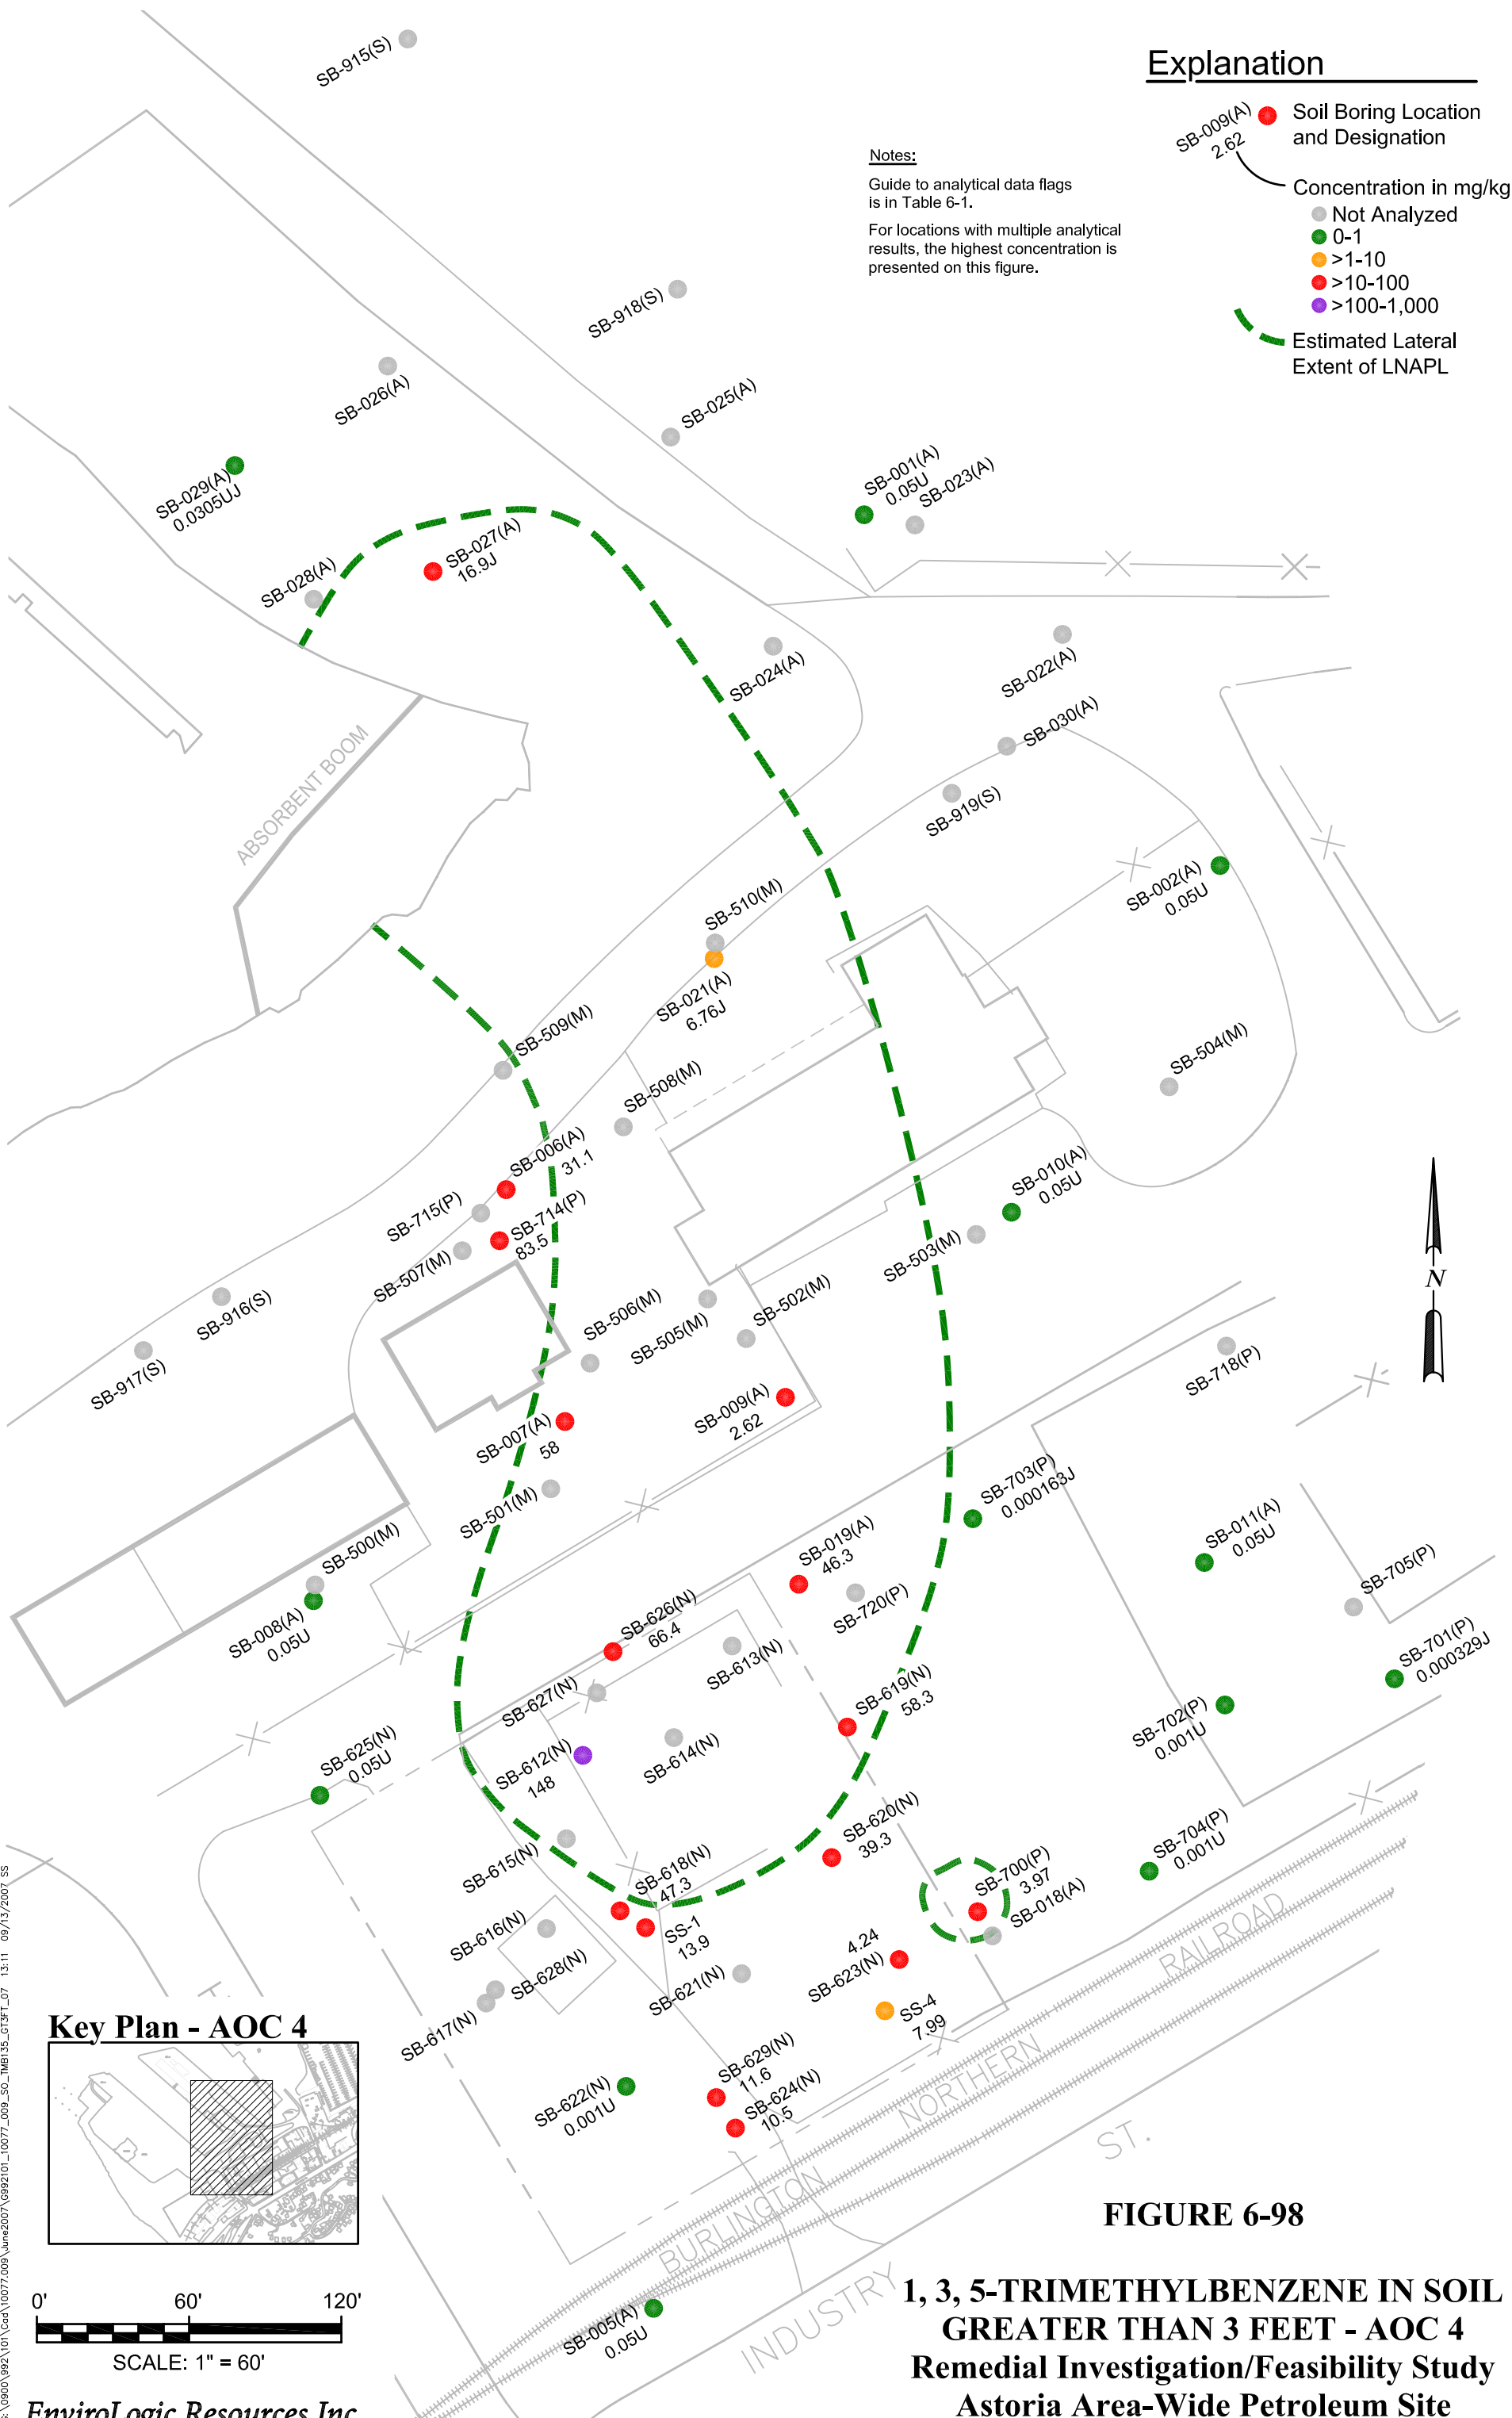 SB-915(S)
Explanation
SB-009(A)
2.62
Soil Boring Location
and Designation
Concentration in mg/kg
Not Analyzed
0-1
>1-10
>10-100
>100-1,000
Estimated Lateral
Extent of LNAPL
Notes:
Guide to analytical data flags
is in Table 6-1.
For locations with multiple analytical
results, the highest concentration is
presented on this figure.
SB-918(S)
SB-026(A)
SB-025(A)
SB-029(A)
0.0305UJ
SB-001(A)
0.05U
SB-023(A)
SB-027(A)
16.9J
SB-028(A)
SB-024(A)
SB-022(A)
SB-030(A)
ABSORBENT BOOM
SB-919(S)
SB-002(A)
0.05U
SB-510(M)
SB-021(A)
6.76J
SB-509(M)
SB-508(M)
SB-504(M)
SB-006(A)
31.1
SB-010(A)
0.05U
SB-715(P)
SB-714(P)
83.5
SB-507(M)
SB-503(M)
SB-916(S)
SB-506(M)
SB-505(M)
SB-502(M)
N
SB-917(S)
SB-718(P)
SB-009(A)
2.62
SB-007(A)
58
SB-501(M)
SB-703(P)
0.000163J
SB-500(M)
SB-008(A)
0.05U
SB-019(A)
46.3
SB-720(P)
SB-011(A)
0.05U
SB-705(P)
SB-626(N)
66.4
SB-613(N)
SB-701(P)
0.000329J
SB-627(N)
SB-619(N)
58.3
SB-702(P)
0.001U
SB-625(N)
0.05U
SB-612(N)
148
SB-614(N)
SB-615(N)
SB-620(N)
39.3
SB-704(P)
0.001U
SB-618(N)
47.3
SB-700(P)
3.97
SB-018(A)
SS-1
13.9
SB-616(N)
SB-628(N)
SB-617(N)
SB-621(N)
4.24
SB-623(N)
SS-4
7.99
SB-622(N)
0.001U
SB-629(N)
11.6
SB-624(N)
10.5
SB-005(A)
0.05U
BURLINGTON
NORTHERN
RAILROAD
INDUSTRY
ST.
Key Plan - AOC 4
0'
60'
120'
SCALE: 1" = 60'
EnviroLogic Resources Inc
FIGURE 6-98
1, 3, 5-TRIMETHYLBENZENE IN SOIL
GREATER THAN 3 FEET - AOC 4
Remedial Investigation/Feasibility Study
Astoria Area-Wide Petroleum Site
\0900\992\101\Cad\10077.009\June2007\G992101_10077_009_SO_TMB135_GT3FT_07 13:11 09/13/2007 SS